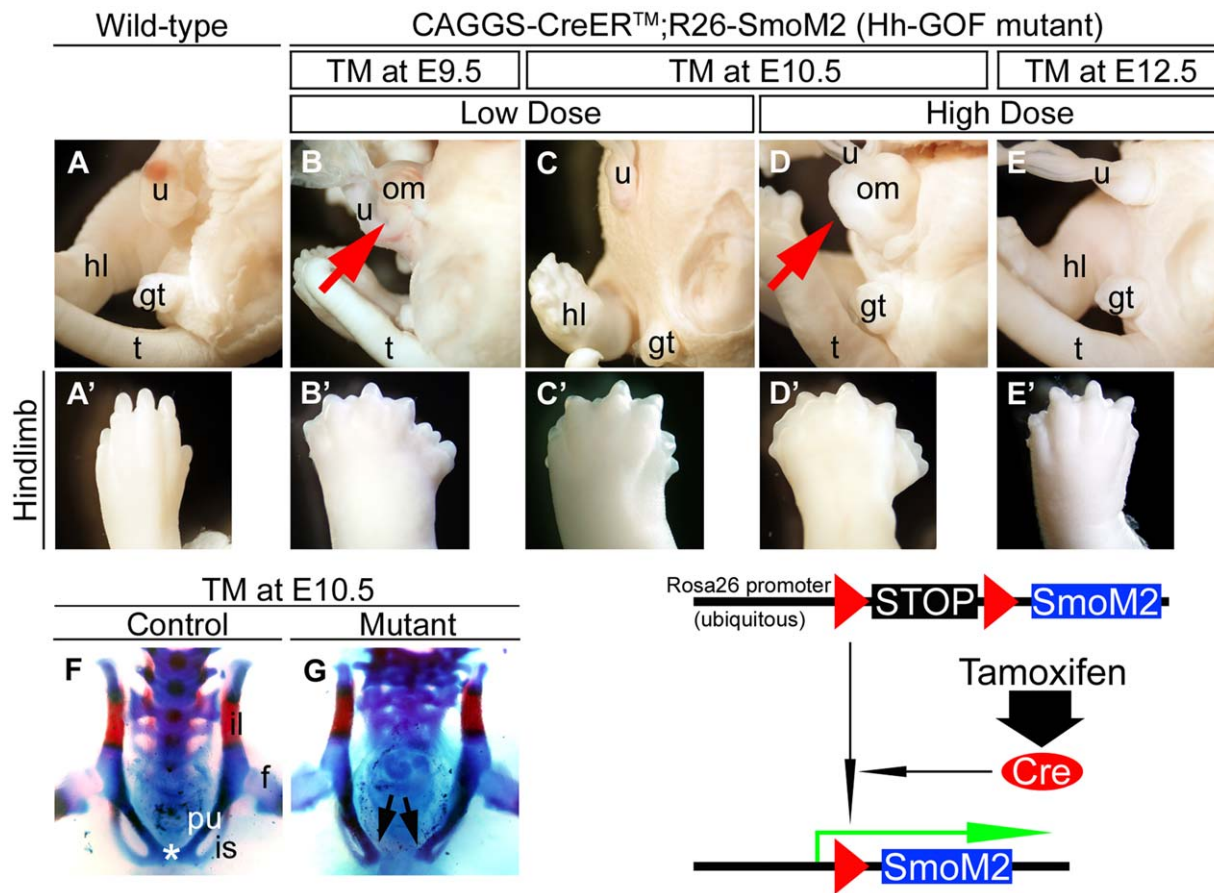 Wild-type
CAGGS-CreER™;R26-SmoM2 (Hh-GOF mutant)
TM at E9.5
TM at E10.5
TM at E12.5
Low Dose
High Dose
A
u
hl
gt
t
B
om
u
t
C
u
hl
gt
D
u
om
gt
t
E
u
hl
gt
t
Hindlimb
A’
B’
C’
D’
E’
TM at E10.5
Control
Mutant
F
il
f
pu
is
*
G
Rosa26 promoter
(ubiquitous)
STOP
SmoM2
Tamoxifen
Cre
SmoM2